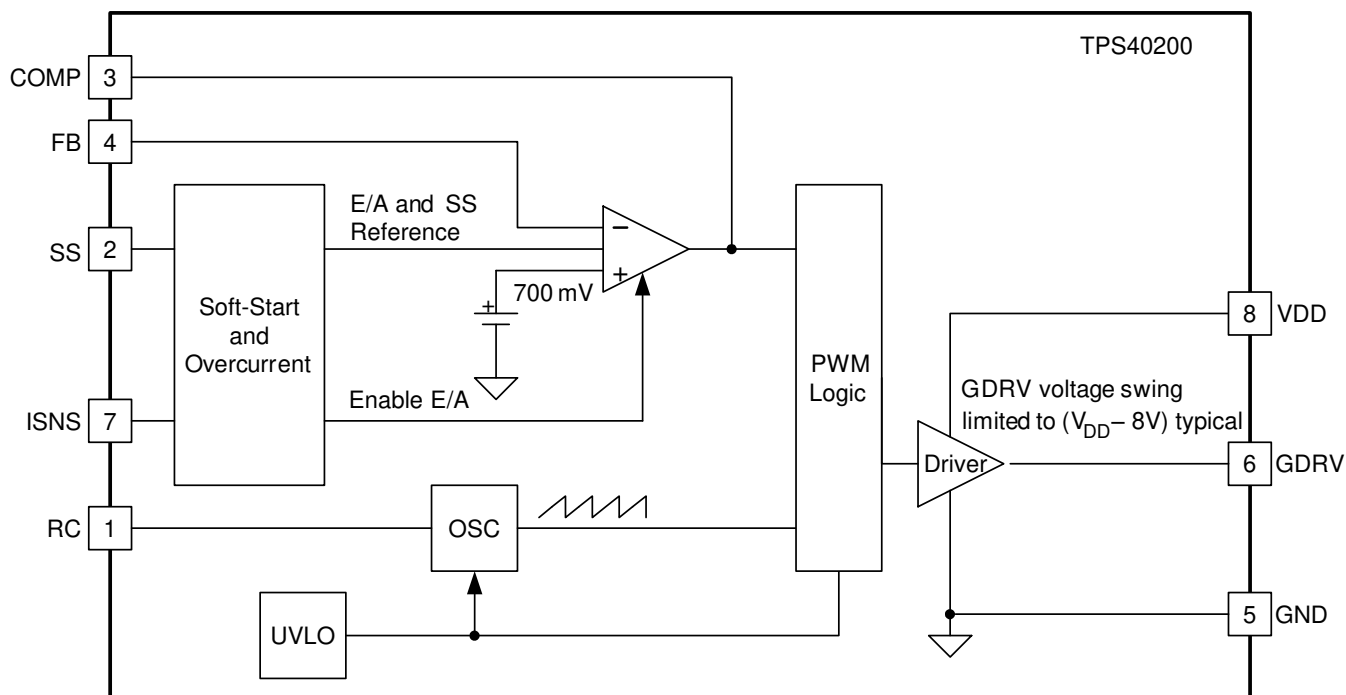 TPS40200
COMP
3
FB
4
SS
2
ISNS
7
RC
1
Soft-Start
and
Overcurrent
E/A and SS
Reference
−
+
+
700 mV
Enable E/A
OSC
UVLO
PWM
Logic
Driver
GDRV voltage swing
limited to (VDD – 8V) typical
8
VDD
6
GDRV
5
GND